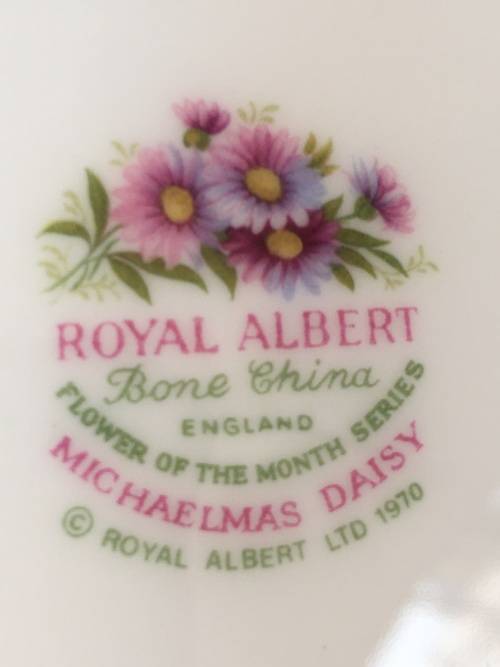 ROYAL ALBERT
Bone China
ENGLAND
FLOWER OF THE MONTH SERIES
MICHAELMAS DAISY
© ROYAL ALBERT LTD 1970